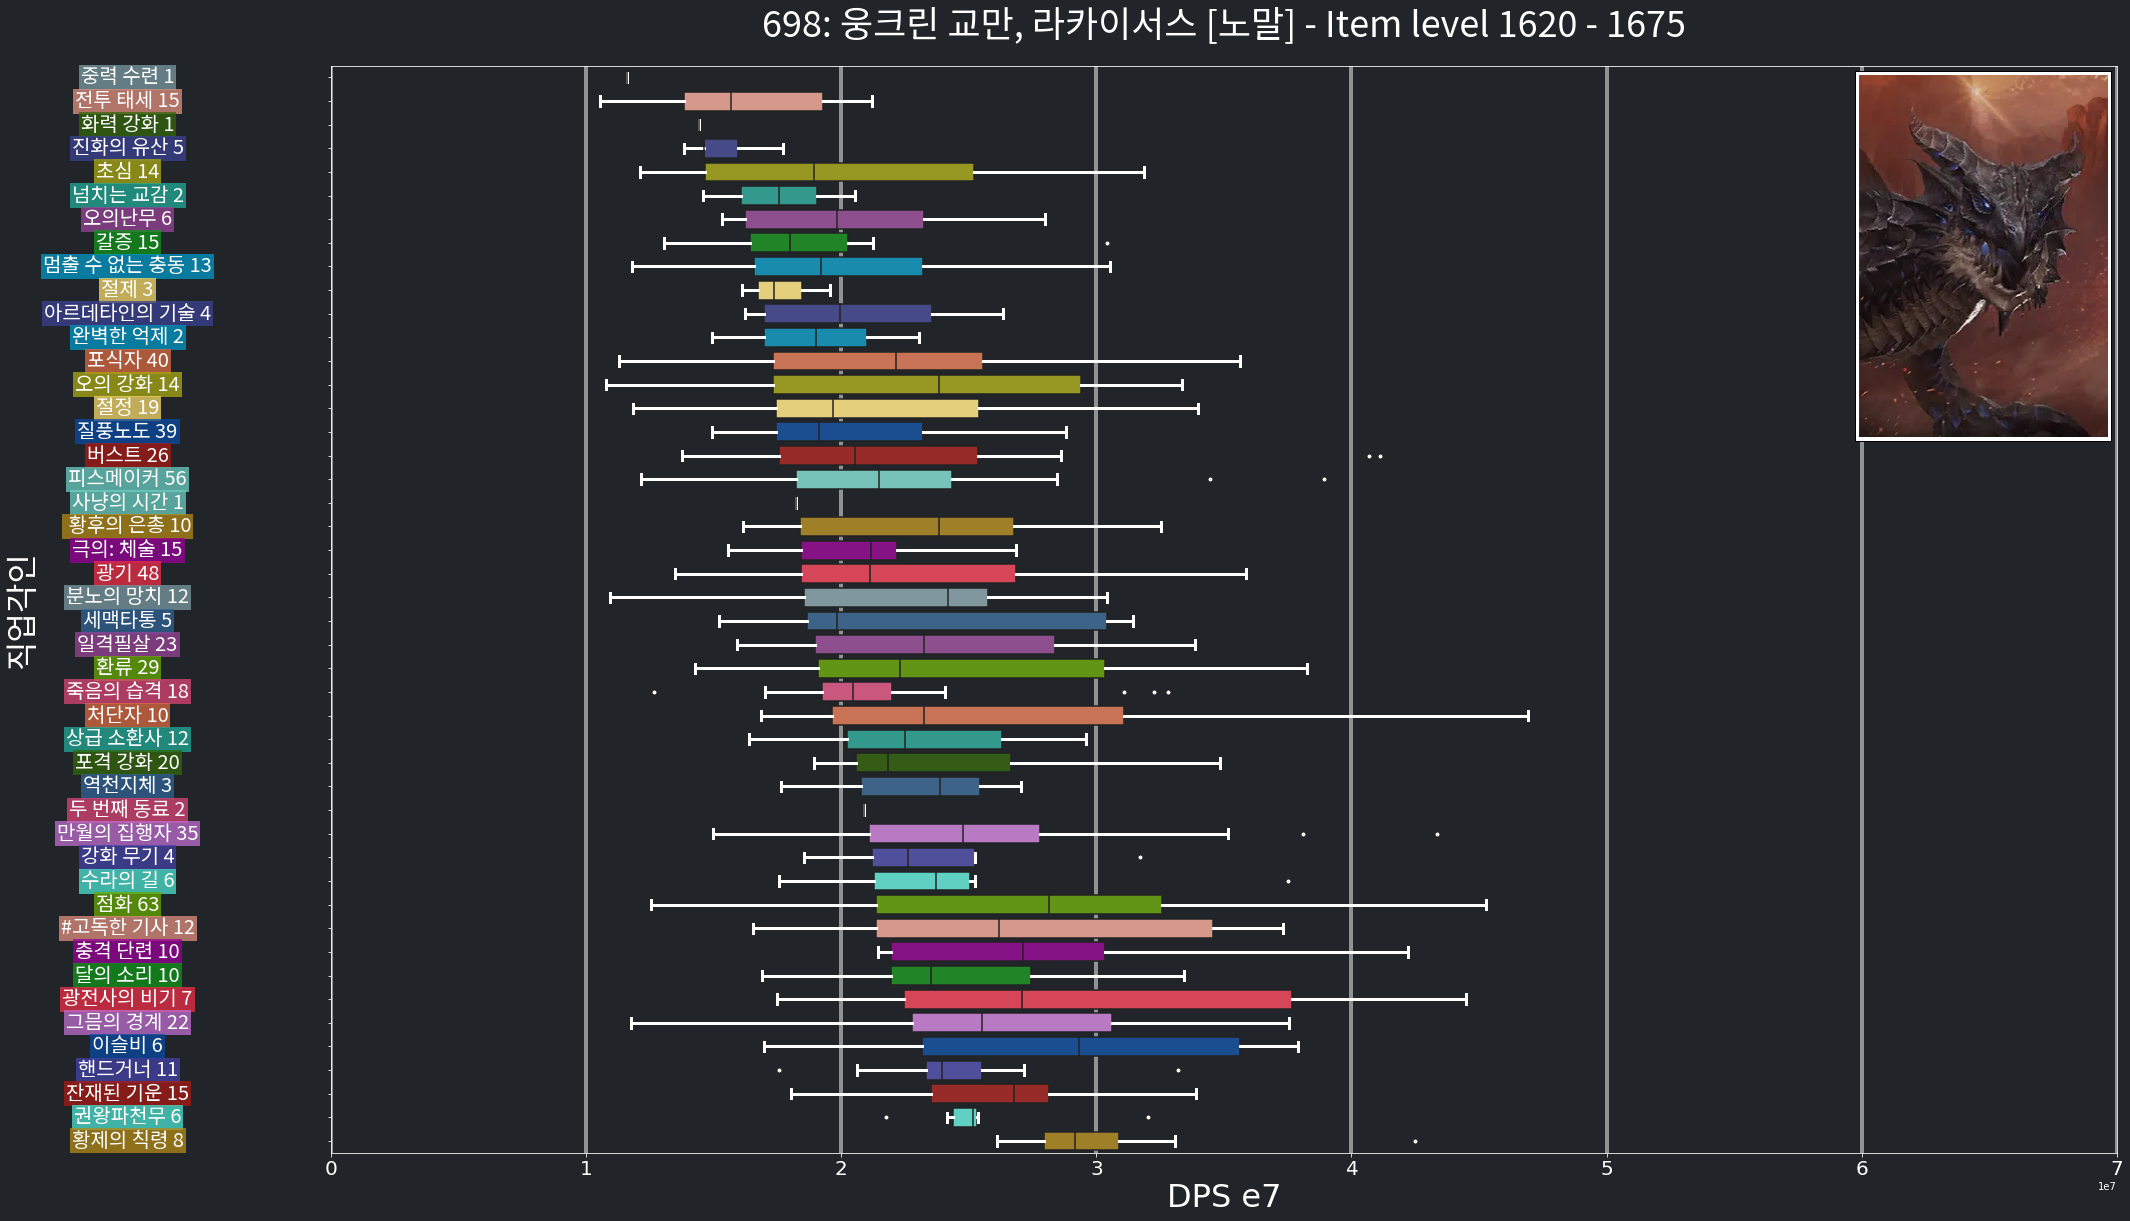 698: 웅크린 교만, 라카이서스 [노말] - Item level 1620 - 1675
중력 수련 1
전투 태세 15
화력 강화 1
진화의 유산 5
초심 14
넘치는 교감 2
오의난무 6
갈증 15
멈출 수 없는 충동 13
절제 3
아르데타인의 기술 4
완벽한 억제 2
포식자 40
오의 강화 14
절정 19
질풍노도 39
버스트 26
피스메이커 56
사냥의 시간 1
황후의 은총 10
극의: 체술 15
광기 48
분노의 망치 12
세맥타통 5
일격필살 23
환류 29
죽음의 습격 18
처단자 10
상급 소환사 12
포격 강화 20
역천지체 3
두 번째 동료 2
만월의 집행자 35
강화 무기 4
수라의 길 6
점화 63
#고독한 기사 12
충격 단련 10
달의 소리 10
광전사의 비기 7
그믐의 경계 22
이슬비 6
핸드거너 11
잔재된 기운 15
권왕파천무 6
황제의 칙령 8
직업각인
0 1 2 3 4 5 6 7
1e7
DPS e7